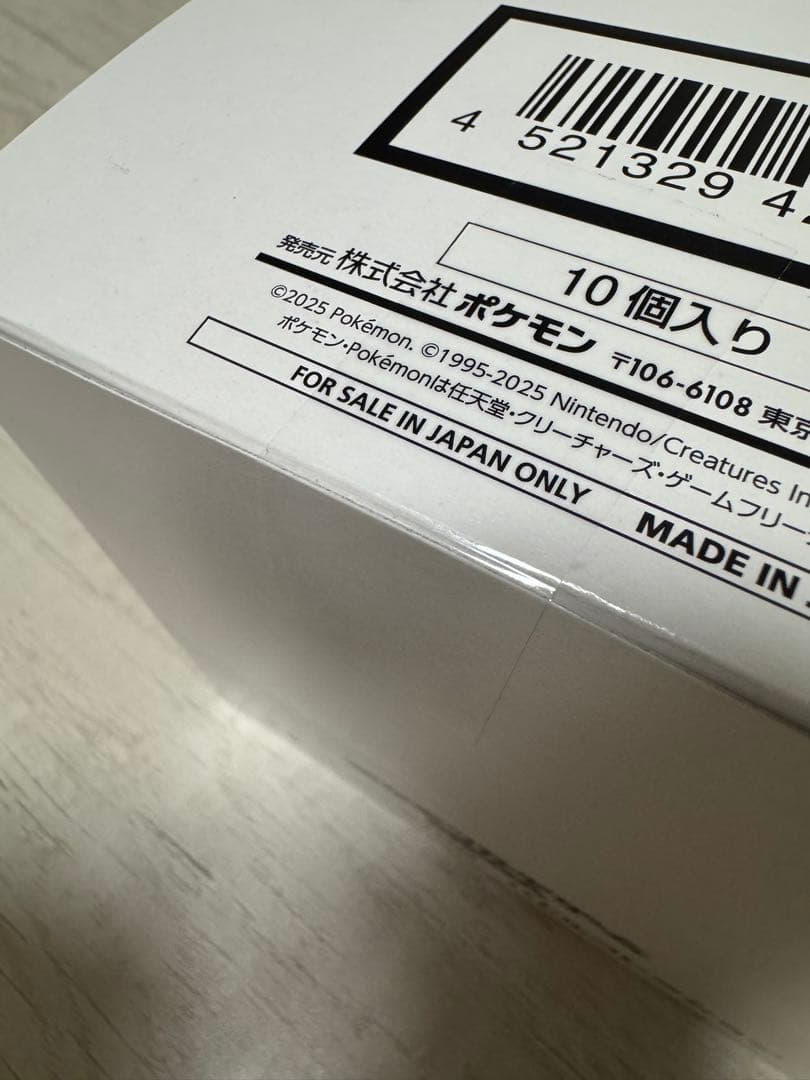 4 521329 4
10個入り
発売元 株式会社ポケモン 〒106-6108 東京
©2025 Pokémon. ©1995-2025 Nintendo/Creatures In
ポケモン・Pokémonは任天堂・クリーチャーズ・ゲームフリー
FOR SALE IN JAPAN ONLY MADE IN